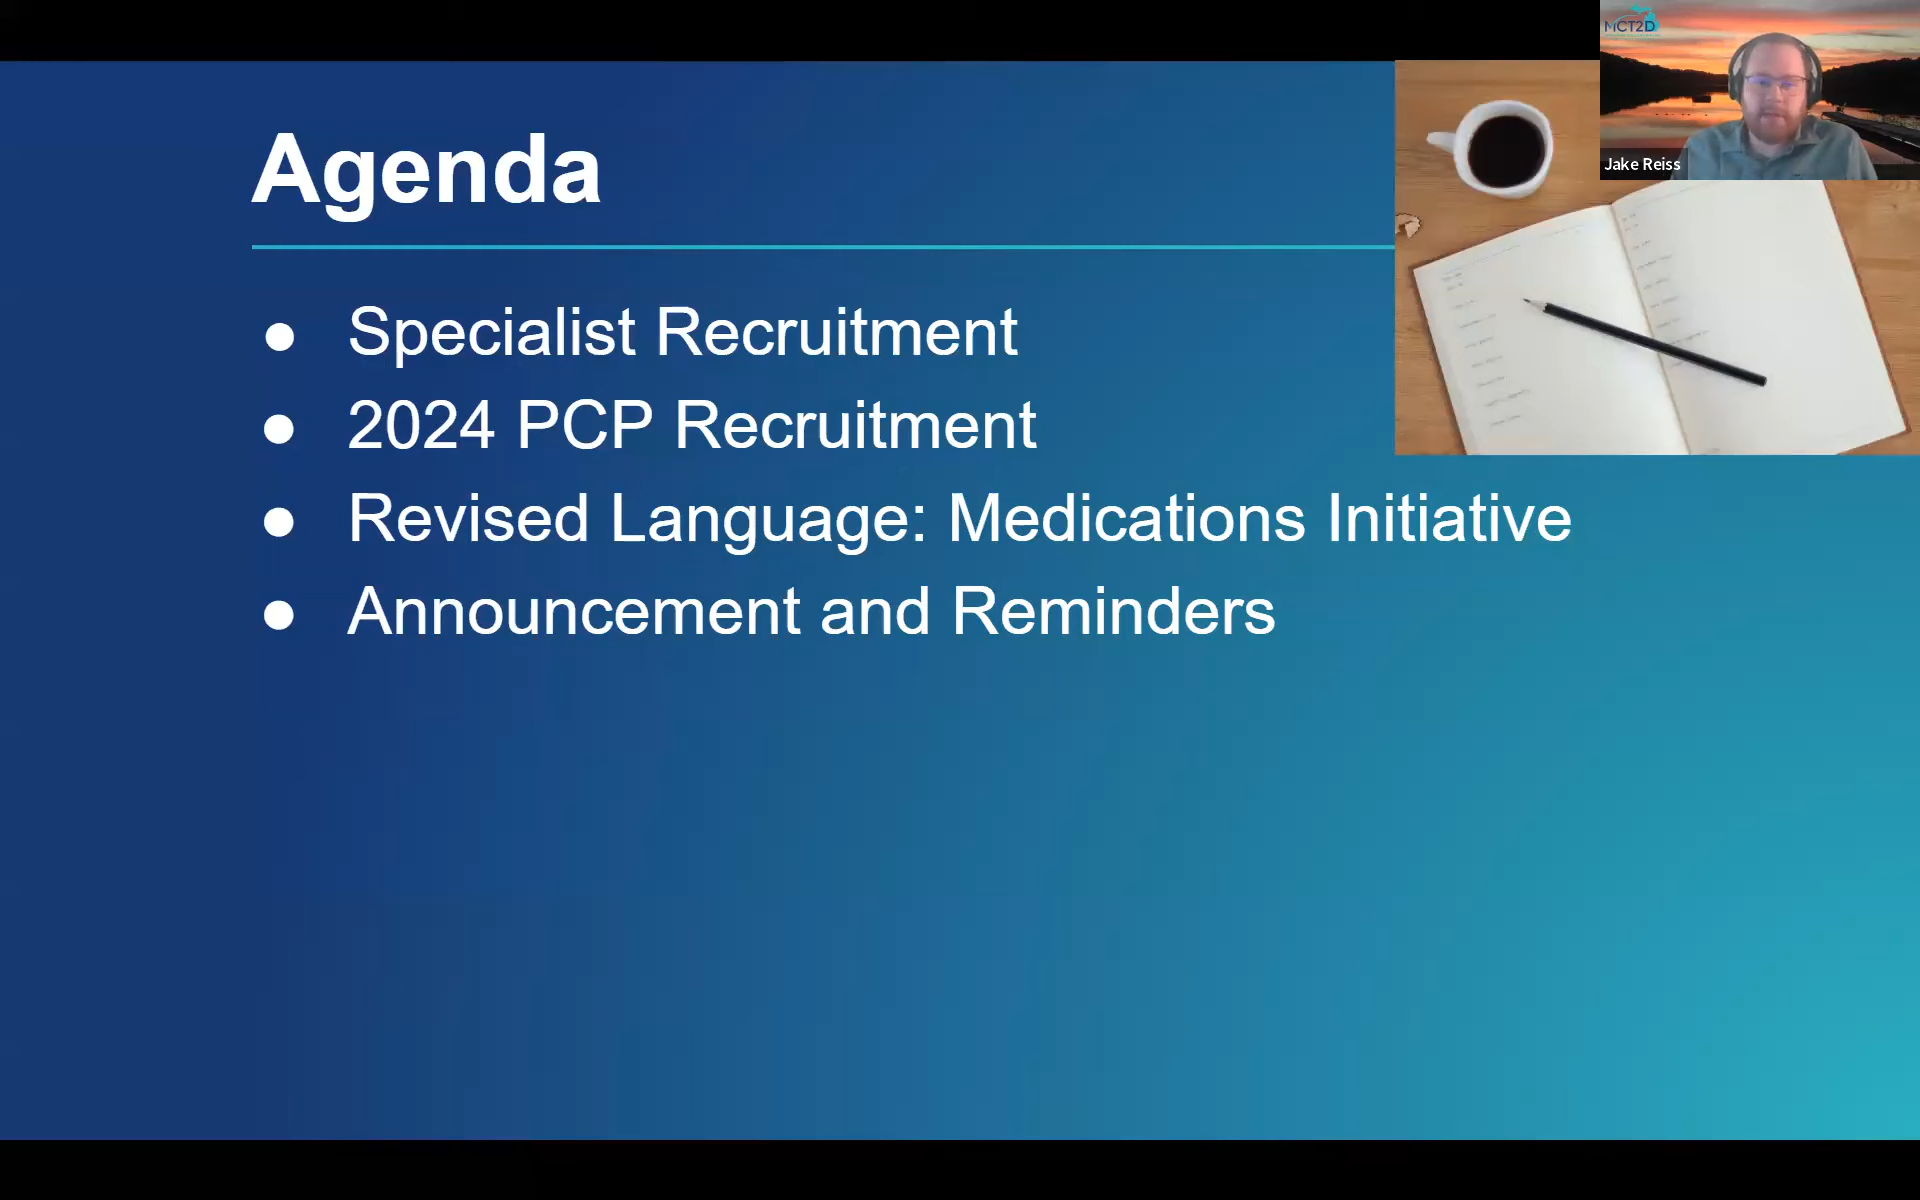 MCT2D
Agenda
Jake Reiss
● Specialist Recruitment
● 2024 PCP Recruitment
● Revised Language: Medications Initiative
● Announcement and Reminders